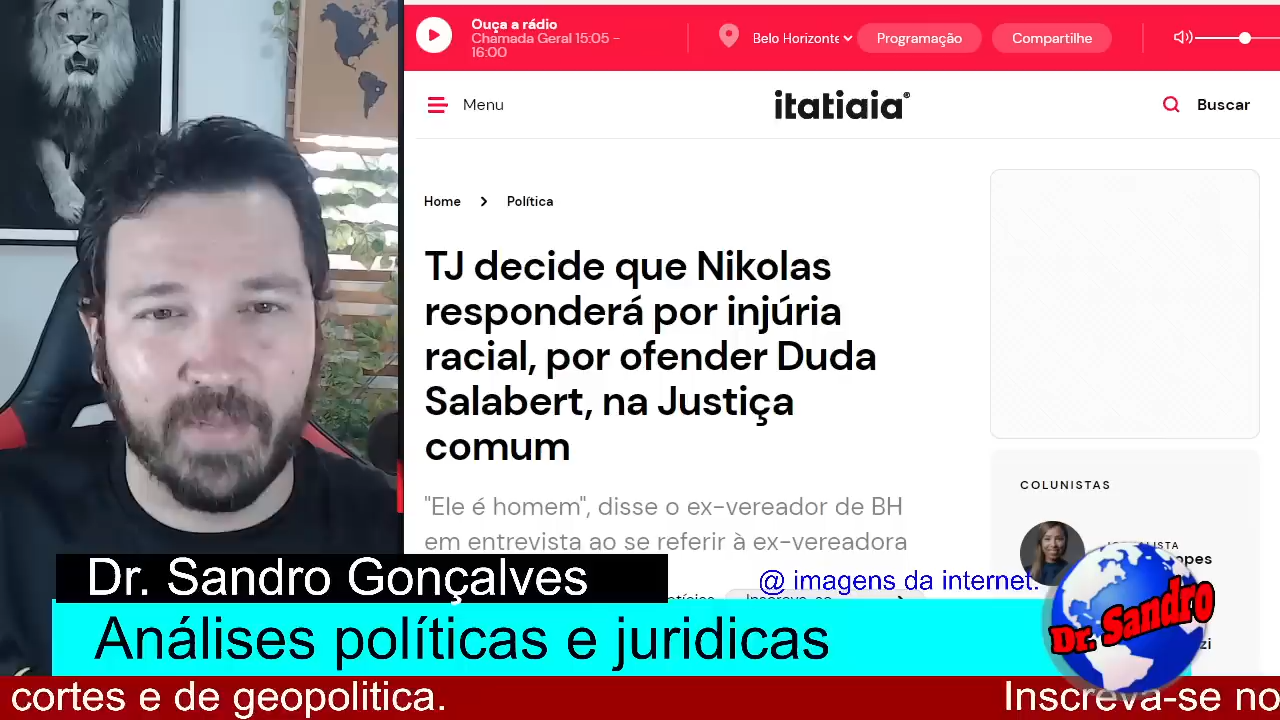 Ouça a rádio
Chamada Geral 15:05 -
16:00
Belo Horizonte
Programação
Compartilhe
Menu
itatiaia
Buscar
Home
Política
TJ decide que Nikolas
responderá por injúria
racial, por ofender Duda
Salabert, na Justiça
comum
"Ele é homem", disse o ex-vereador de BH
em entrevista ao se referir à ex-vereadora
COLUNISTAS
Dr. Sandro Gonçalves
@ imagens da internet.
Análises políticas e juridicas
Dr. Sandro
cortes e de geopolitica.
Inscreva-se no